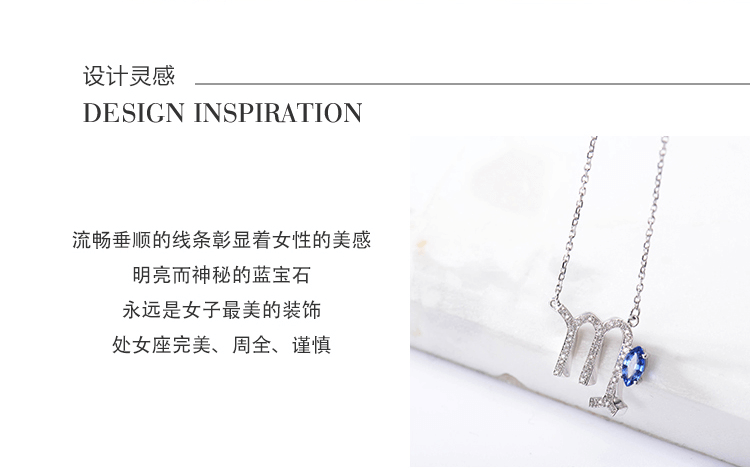 设计灵感
DESIGN INSPIRATION
流畅垂顺的线条彰显着女性的美感
明亮而神秘的蓝宝石
永远是女子最美的装饰
处女座完美、周全、谨慎